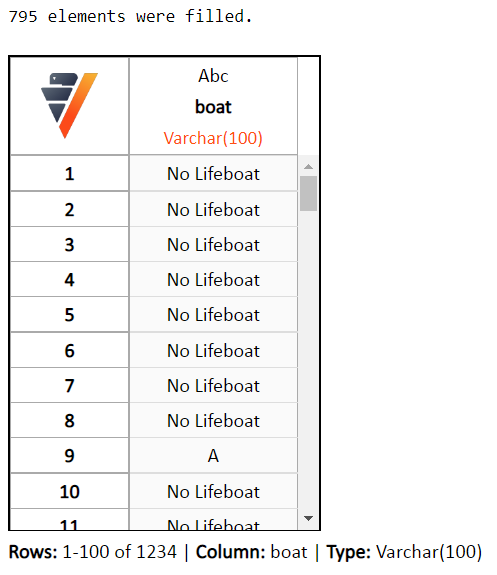 795 elements were filled.
Abc
boat
Varchar(100)
1 No Lifeboat
2 No Lifeboat
3 No Lifeboat
4 No Lifeboat
5 No Lifeboat
6 No Lifeboat
7 No Lifeboat
8 No Lifeboat
9 A
10 No Lifeboat
11 No Lifeboat
Rows: 1-100 of 1234 | Column: boat | Type: Varchar(100)